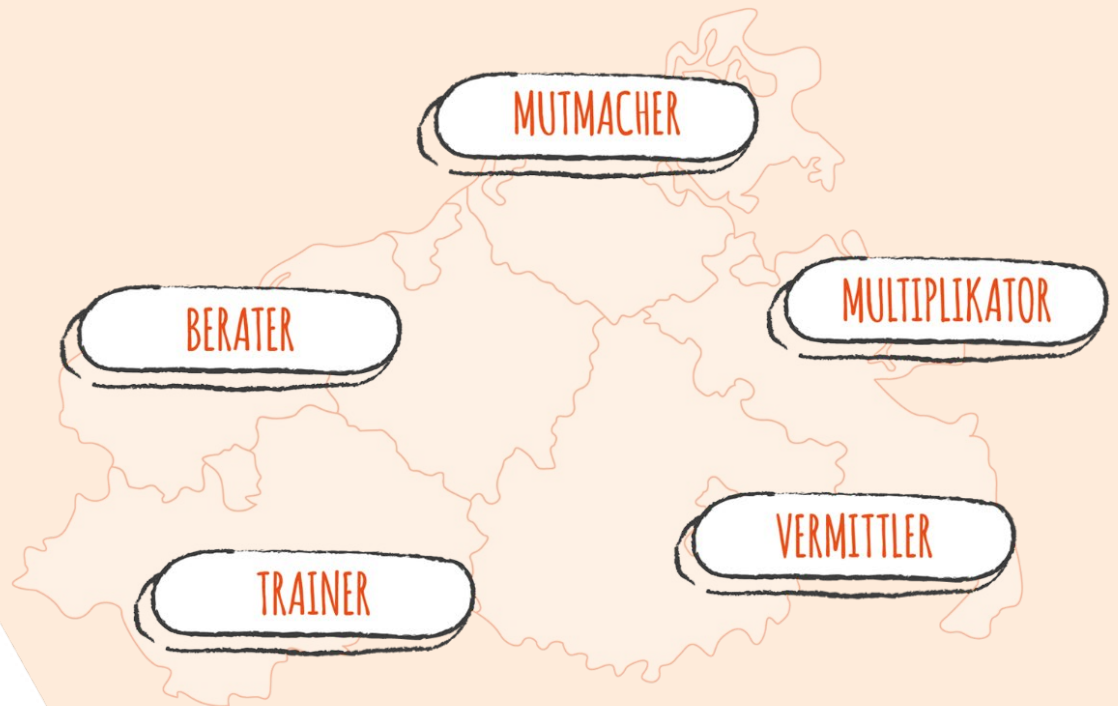 MUTMACHER
MULTIPLIKATOR
BERATER
VERMITTLER
TRAINER